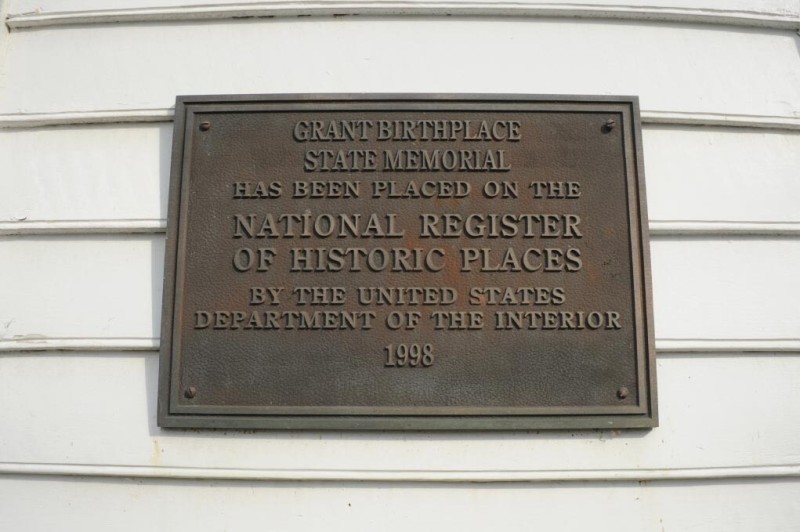 GRANT BIRTHPLACE
STATE MEMORIAL
HAS BEEN PLACED ON THE
NATIONAL REGISTER
OF HISTORIC PLACES
BY THE UNITED STATES
DEPARTMENT OF THE INTERIOR
1998